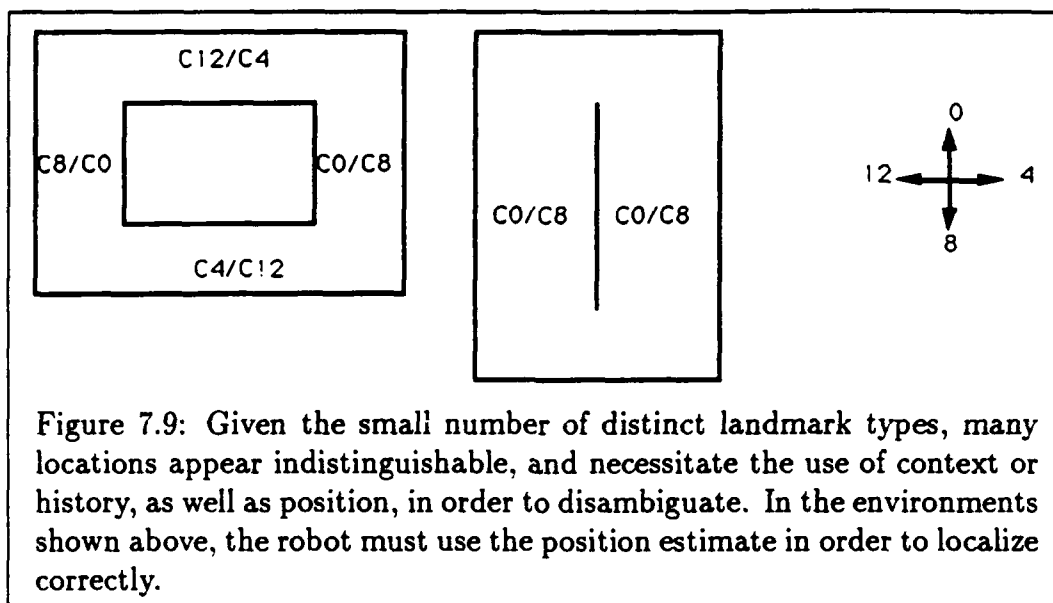 C12/C4
C8/C0 C0/C8
C4/C12
C0/C8 C0/C8
0
12 4
8
Figure 7.9: Given the small number of distinct landmark types, many
locations appear indistinguishable, and necessitate the use of context or
history, as well as position, in order to disambiguate. In the environments
shown above, the robot must use the position estimate in order to localize
correctly.